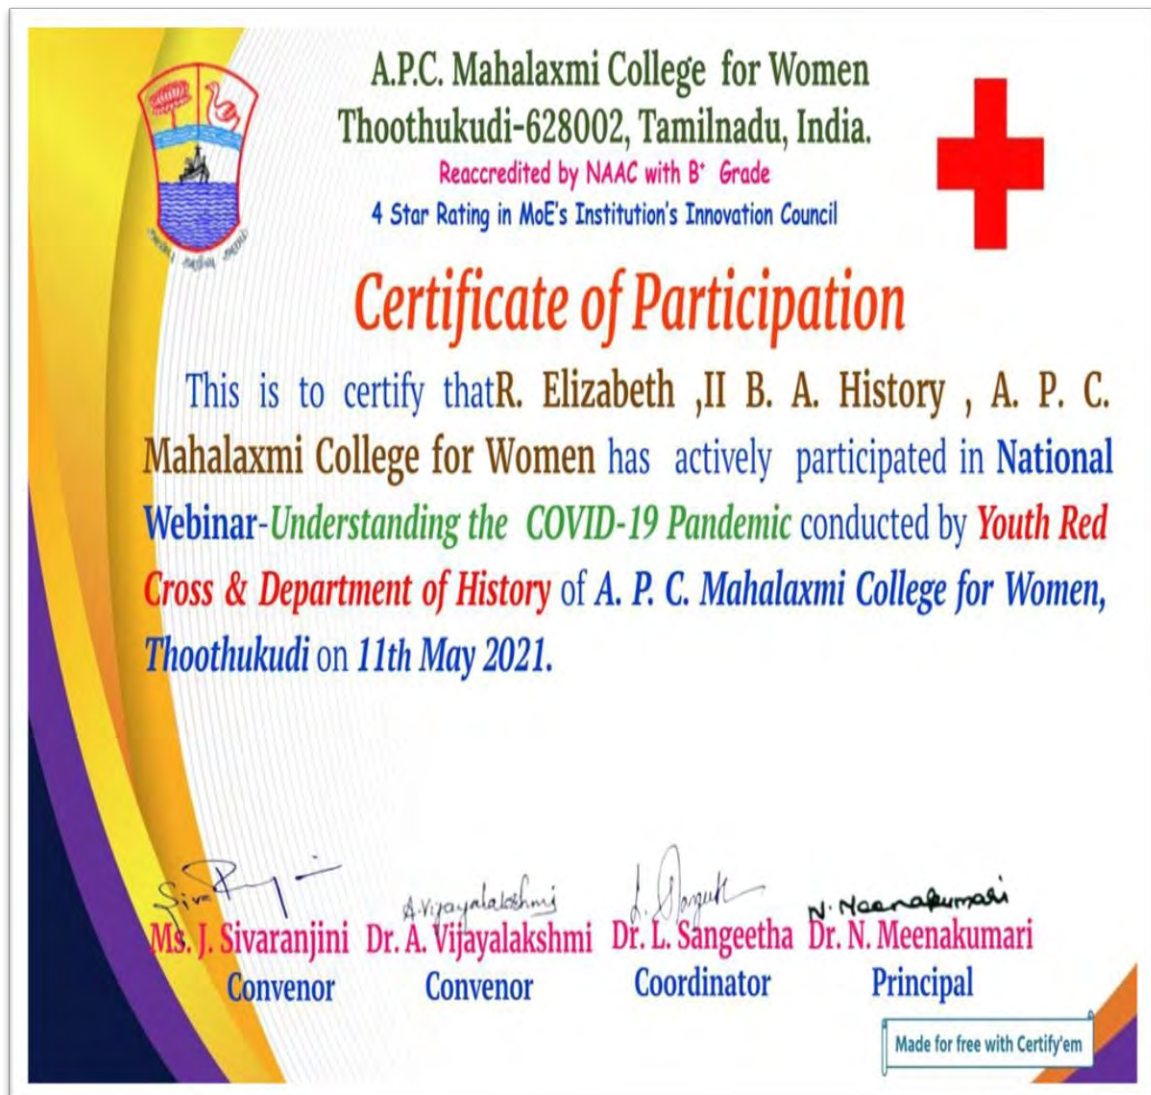 A.P.C. Mahalaxmi College for Women
Thoothukudi-628002, Tamilnadu, India.
Reaccredited by NAAC with B⁺ Grade
4 Star Rating in MoE's Institution's Innovation Council
Certificate of Participation
This is to certify thatR. Elizabeth ,II B. A. History , A. P. C.
Mahalaxmi College for Women has actively participated in National
Webinar-Understanding the COVID-19 Pandemic conducted by Youth Red
Cross & Department of History of A. P. C. Mahalaxmi College for Women,
Thoothukudi on 11th May 2021.
A.Vijayalakshmi
N. Meenakumari
Ms. J. Sivaranjini Dr. A. Vijayalakshmi Dr. L. Sangeetha Dr. N. Meenakumari
Convenor Convenor Coordinator Principal
Made for free with Certify'em